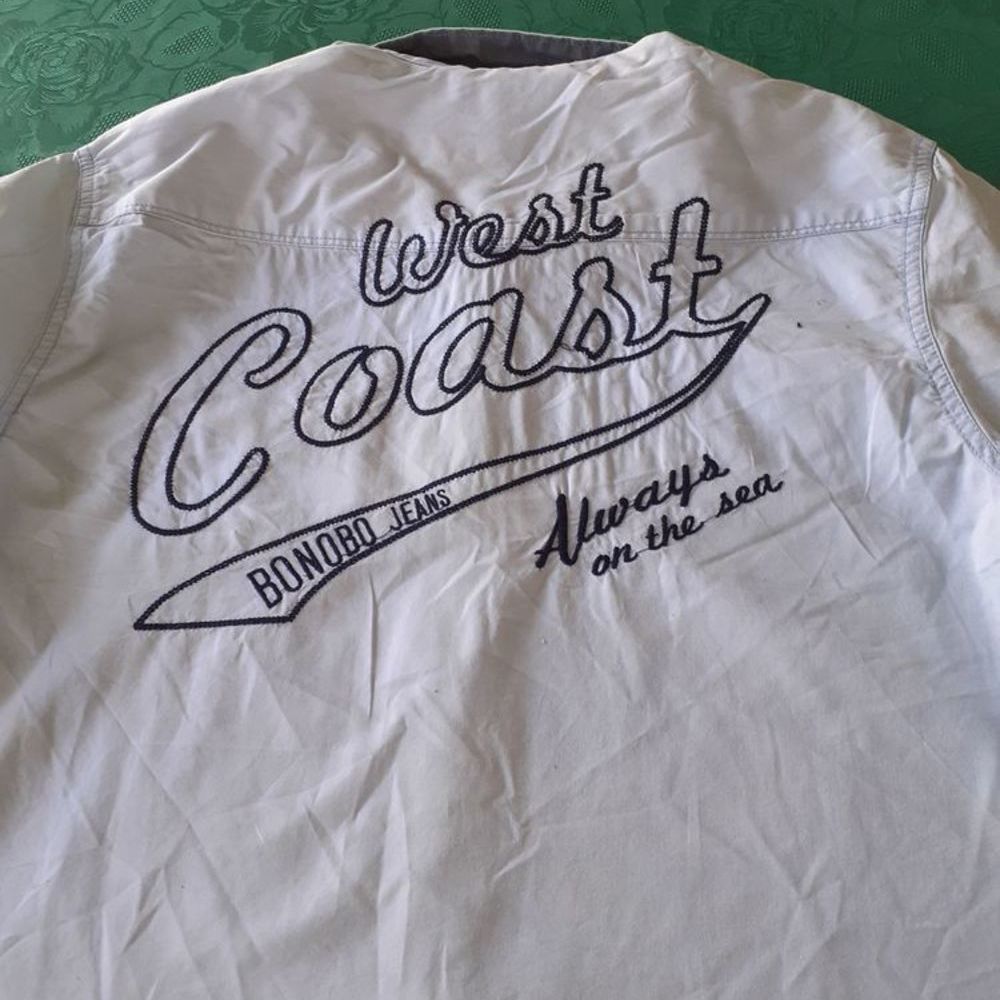 West
Coast
BONOBO JEANS
Always
on the sea